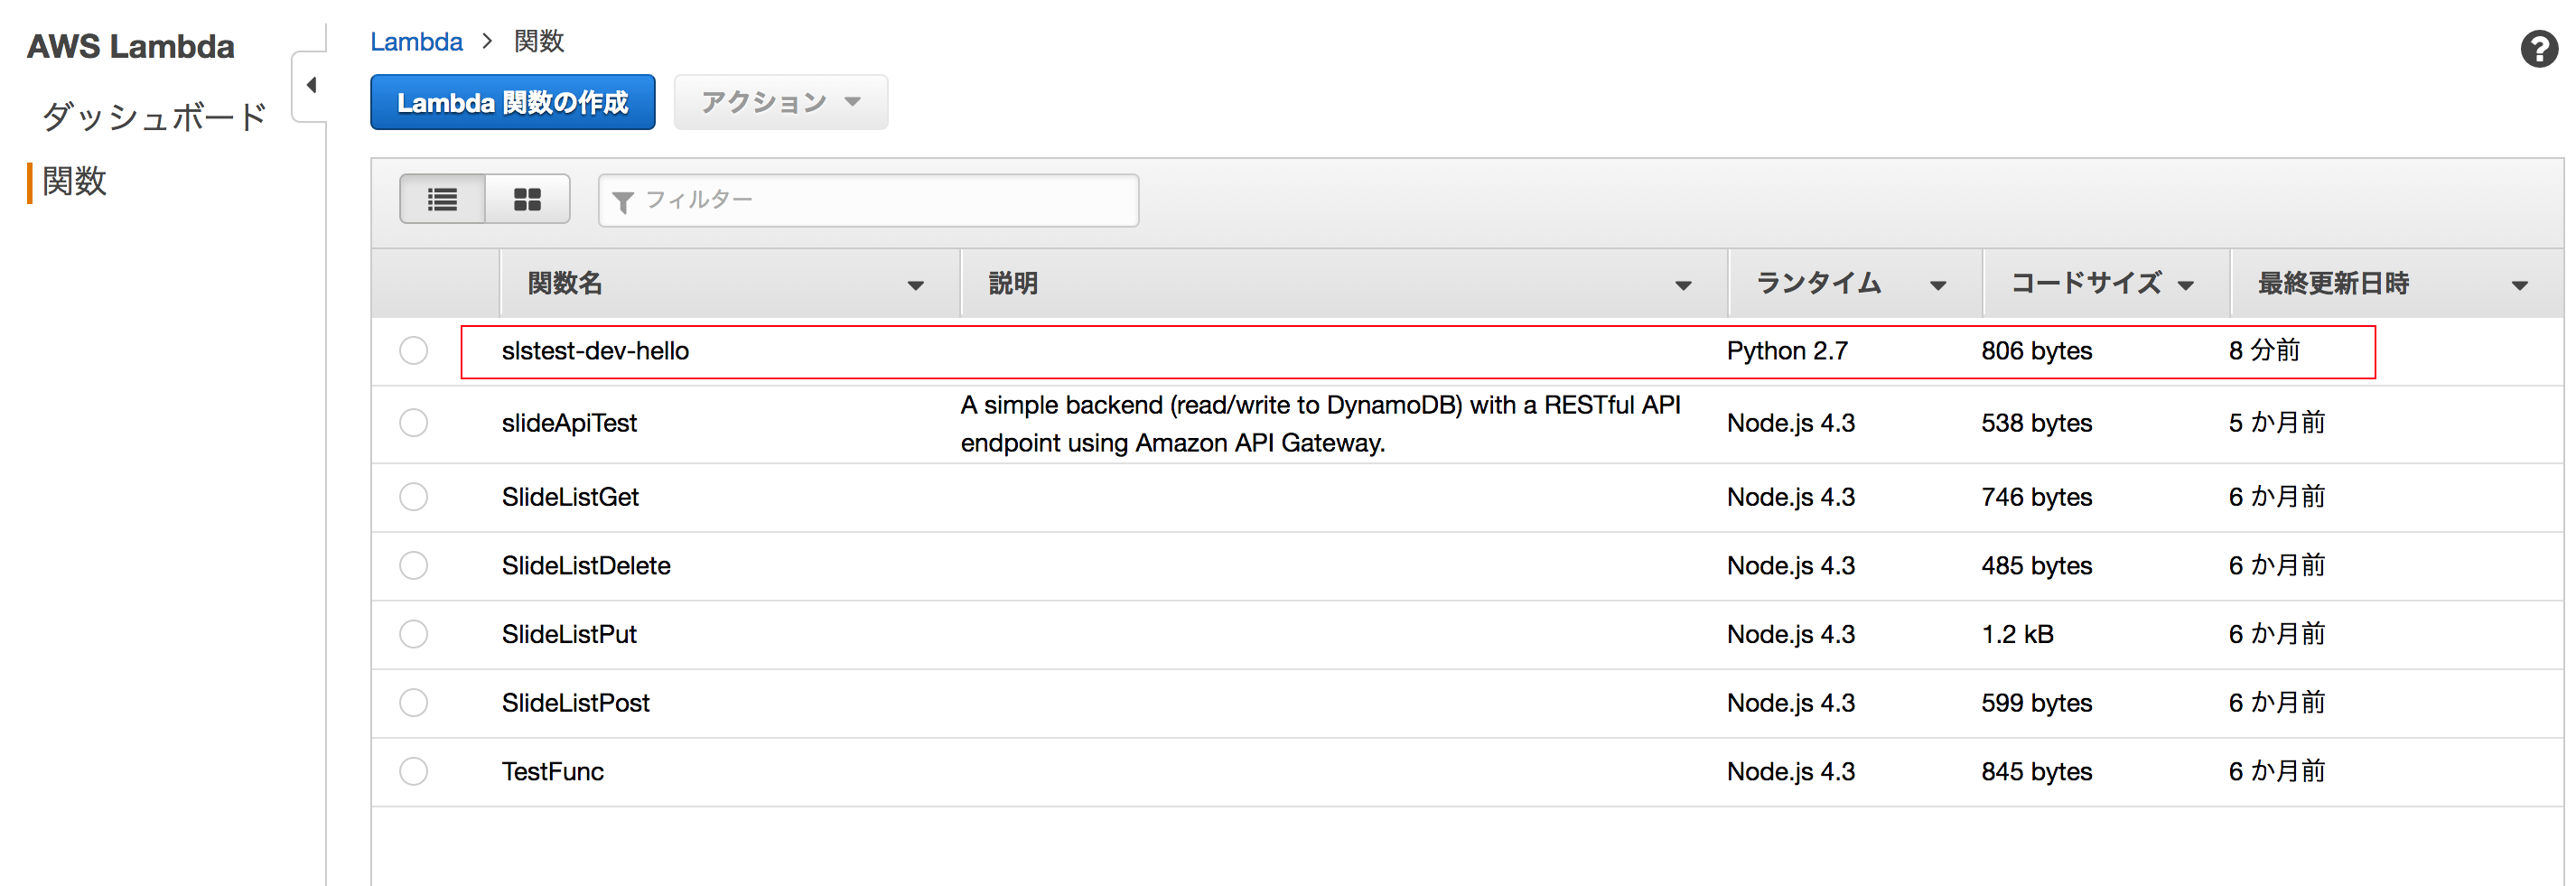 AWS Lambda
ダッシュボード
関数
Lambda > 関数
Lambda 関数の作成
アクション
フィルター
関数名 説明 ランタイム コードサイズ 最終更新日時
slstest-dev-hello Python 2.7 806 bytes 8 分前
slideApiTest A simple backend (read/write to DynamoDB) with a RESTful API
endpoint using Amazon API Gateway. Node.js 4.3 538 bytes 5 か月前
SlideListGet Node.js 4.3 746 bytes 6 か月前
SlideListDelete Node.js 4.3 485 bytes 6 か月前
SlideListPut Node.js 4.3 1.2 kB 6 か月前
SlideListPost Node.js 4.3 599 bytes 6 か月前
TestFunc Node.js 4.3 845 bytes 6 か月前